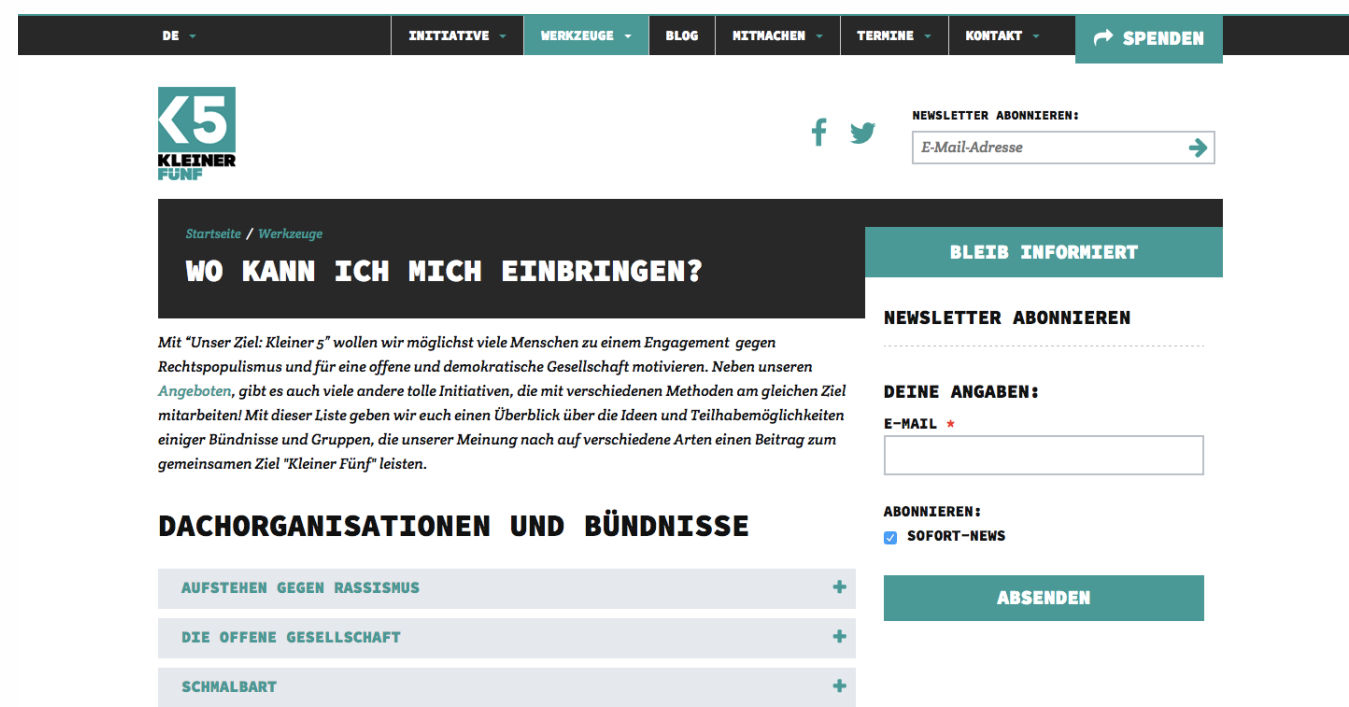 DE
INITIATIVE
WERKZEUGE
BLOG
MITMACHEN
TERMINE
KONTAKT
SPENDEN
K5
KLEINER
FÜNF
NEWSLETTER ABONNIEREN:
E-Mail-Adresse
Startseite / Werkzeuge
WO KANN ICH MICH EINBRINGEN?
Mit “Unser Ziel: Kleiner 5” wollen wir möglichst viele Menschen zu einem Engagement gegen
Rechtspopulismus und für eine offene und demokratische Gesellschaft motivieren. Neben unseren
Angeboten, gibt es auch viele andere tolle Initiativen, die mit verschiedenen Methoden am gleichen Ziel
mitarbeiten! Mit dieser Liste geben wir euch einen Überblick über die Ideen und Teilhabemöglichkeiten
einiger Bündnisse und Gruppen, die unserer Meinung nach auf verschiedene Arten einen Beitrag zum
gemeinsamen Ziel "Kleiner Fünf" leisten.
DACHORGANISATIONEN UND BÜNDNISSE
AUFSTEHEN GEGEN RASSISMUS +
DIE OFFENE GESELLSCHAFT +
SCHMALBART +
BLEIB INFORMIERT
NEWSLETTER ABONNIEREN
DEINE ANGABEN:
E-MAIL *
ABONNIEREN:
SOFORT-NEWS
ABSENDEN